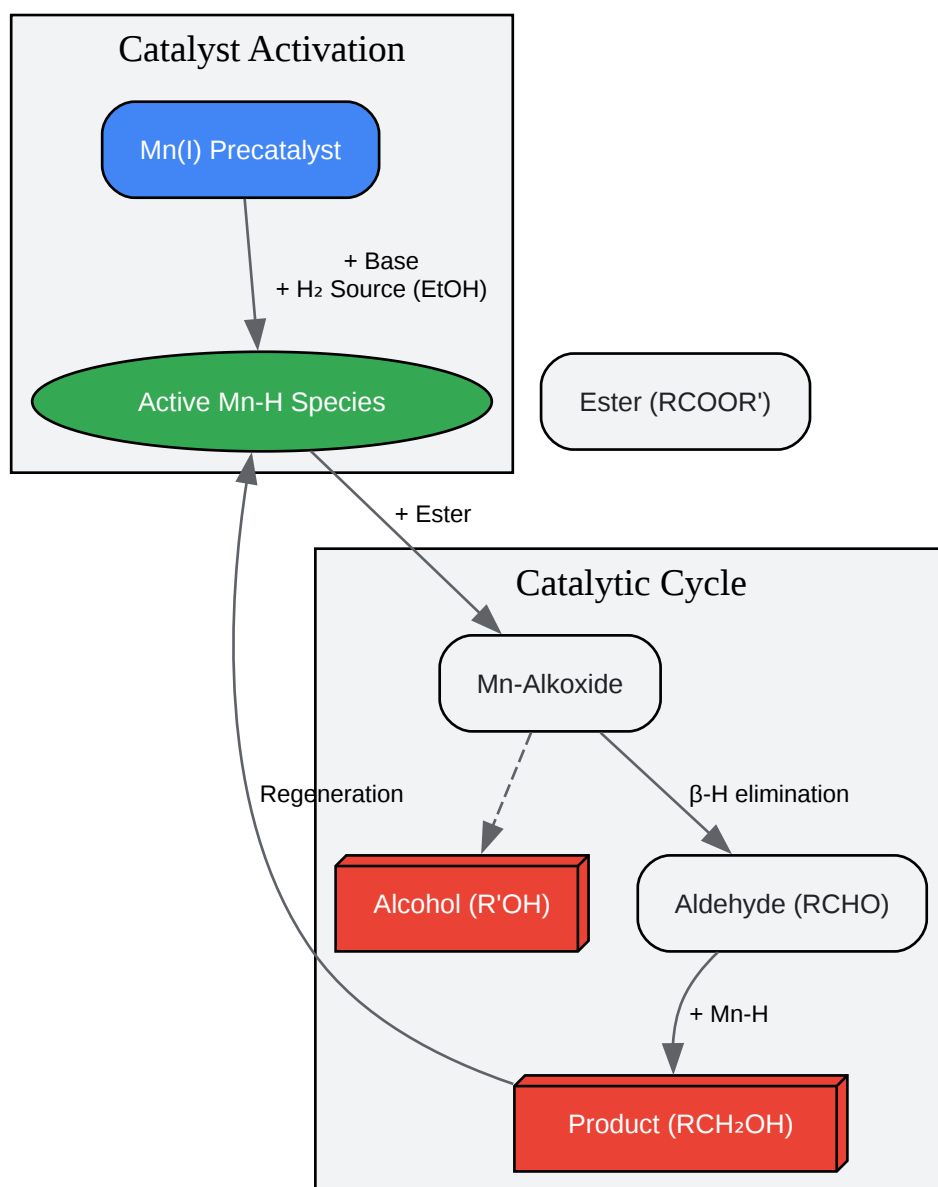 Catalyst Activation
Mn(I) Precatalyst
+ Base
+ H₂ Source (EtOH)
Active Mn-H Species
Ester (RCOOR')
+ Ester
Catalytic Cycle
Mn-Alkoxide
Regeneration
β-H elimination
Alcohol (R'OH)
Aldehyde (RCHO)
+ Mn-H
Product (RCH₂OH)